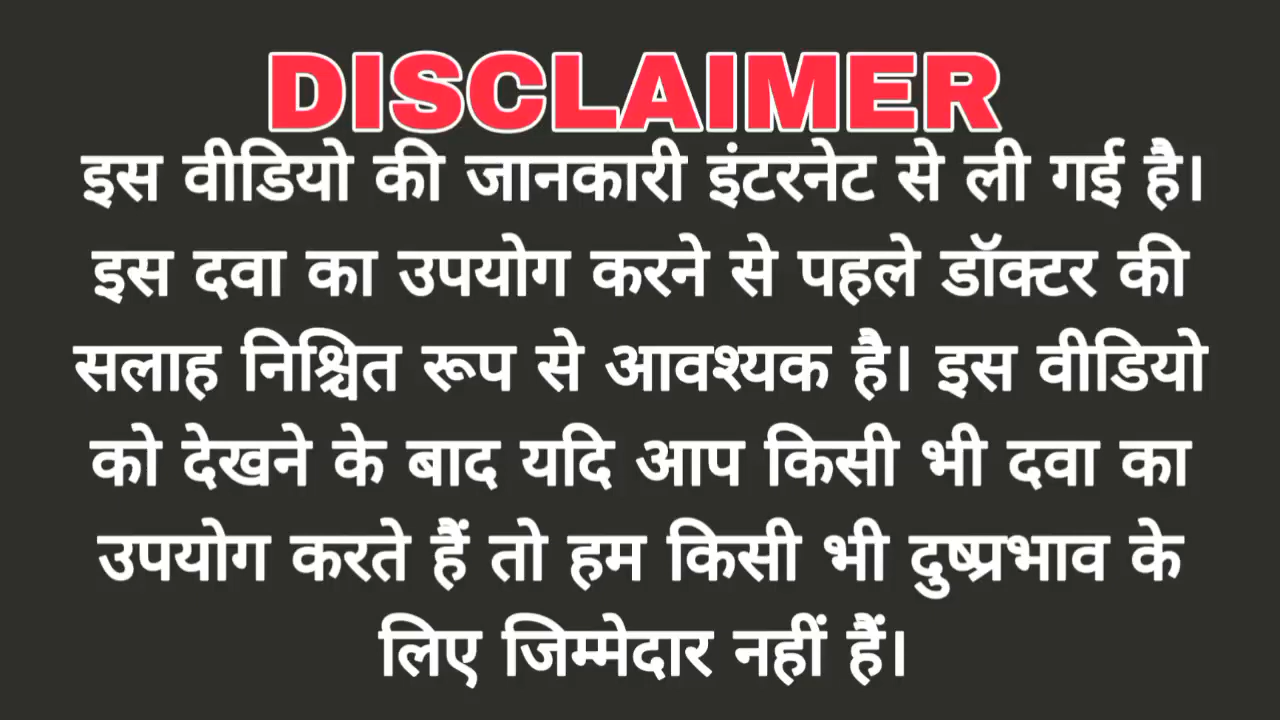 DISCLAIMER
इस वीडियो की जानकारी इंटरनेट से ली गई है।
इस दवा का उपयोग करने से पहले डॉक्टर की
सलाह निश्चित रूप से आवश्यक है। इस वीडियो
को देखने के बाद यदि आप किसी भी दवा का
उपयोग करते हैं तो हम किसी भी दुष्प्रभाव के
लिए जिम्मेदार नहीं हैं।